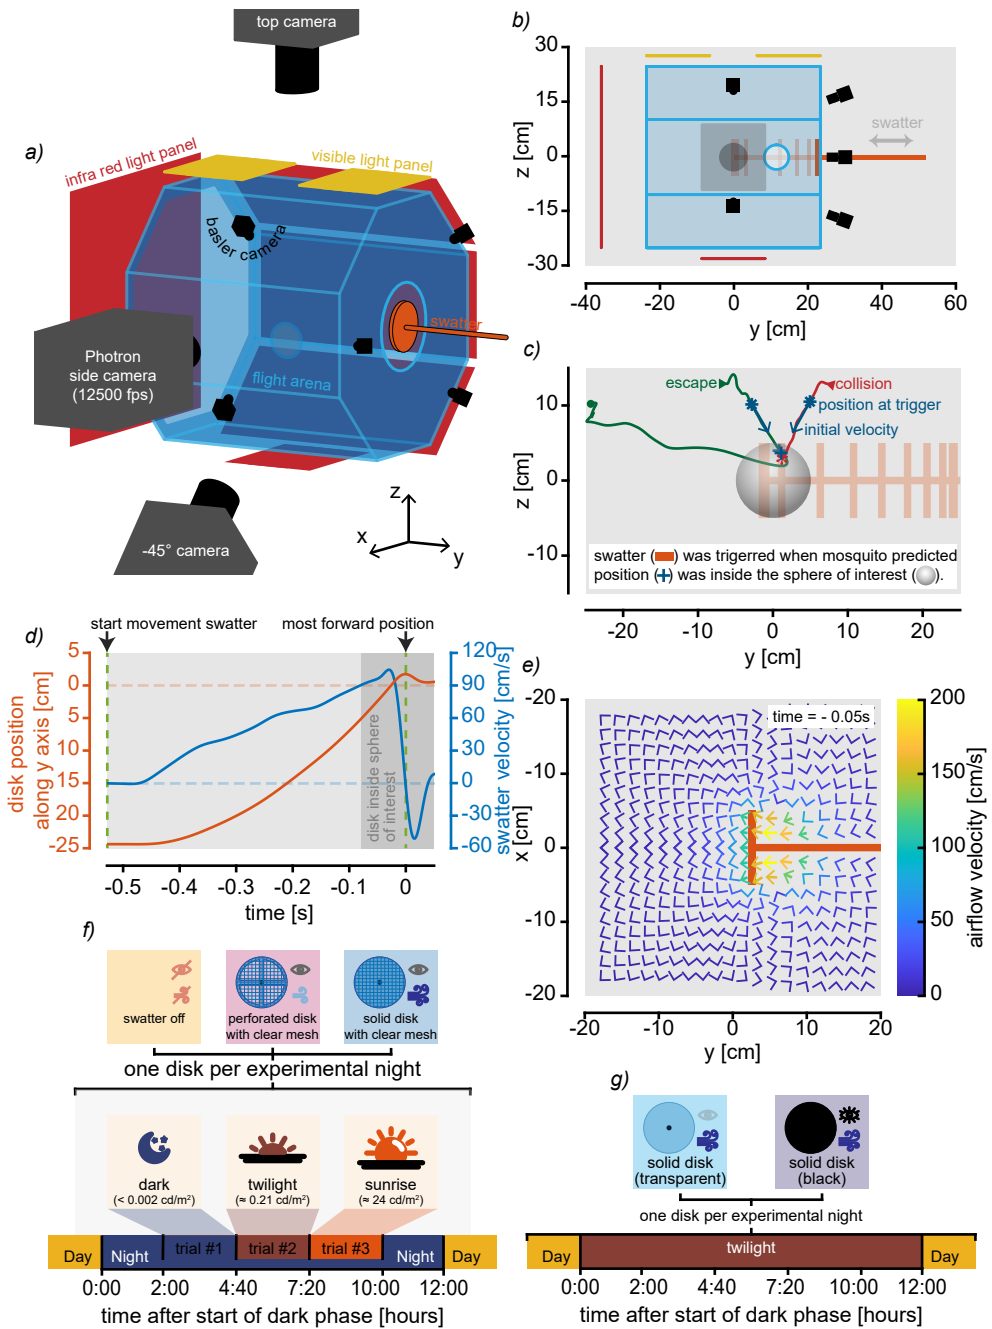 top camera
a)
infra red light panel
visible light panel
basler camera
swatter
Photron
side camera
(12500 fps)
flight arena
-45° camera
z
x
y
b)
30
15
0
-15
-30
z [cm]
swatter
-40
-20
0
20
40
60
y [cm]
c)
escape
collision
position at trigger
initial velocity
10
0
-10
z [cm]
swatter ( ) was trigerred when mosquito predicted
position ( ) was inside the sphere of interest ( ).
-20
-10
0
10
20
y [cm]
d)
start movement swatter
most forward position
5
0
5
10
15
20
-25
disk position
along y axis [cm]
120
90
60
30
0
-30
-60
swatter velocity [cm/s]
disk inside sphere
of interest
-0.5
-0.4
-0.3
-0.2
-0.1
0
time [s]
e)
-20
-10
0
-10
-20
x [cm]
time = - 0.05s
200
150
100
50
0
airflow velocity [cm/s]
-20
-10
0
10
20
y [cm]
f)
swatter off
perforated disk
with clear mesh
solid disk
with clear mesh
one disk per experimental night
dark
(< 0.002 cd/m²)
twilight
(≈ 0.21 cd/m²)
sunrise
(≈ 24 cd/m²)
Day
Night
trial #1
trial #2
trial #3
Night
Day
0:00
2:00
4:40
7:20
10:00
12:00
time after start of dark phase [hours]
g)
solid disk
(transparent)
solid disk
(black)
one disk per experimental night
Day
twilight
Day
0:00
2:00
4:40
7:20
10:00
12:00
time after start of dark phase [hours]